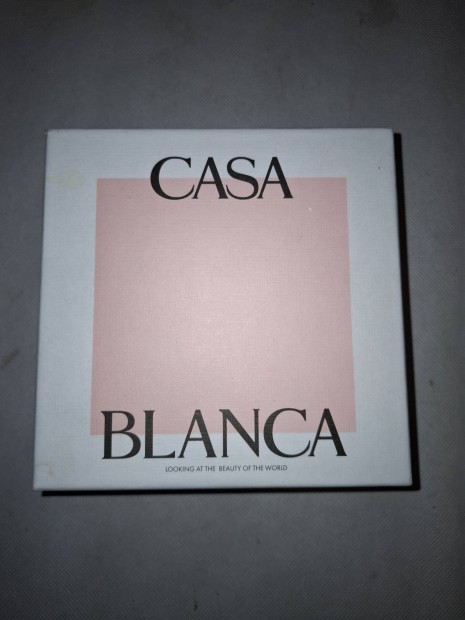 CASA
BLANCA
LOOKING AT THE BEAUTY OF THE WORLD